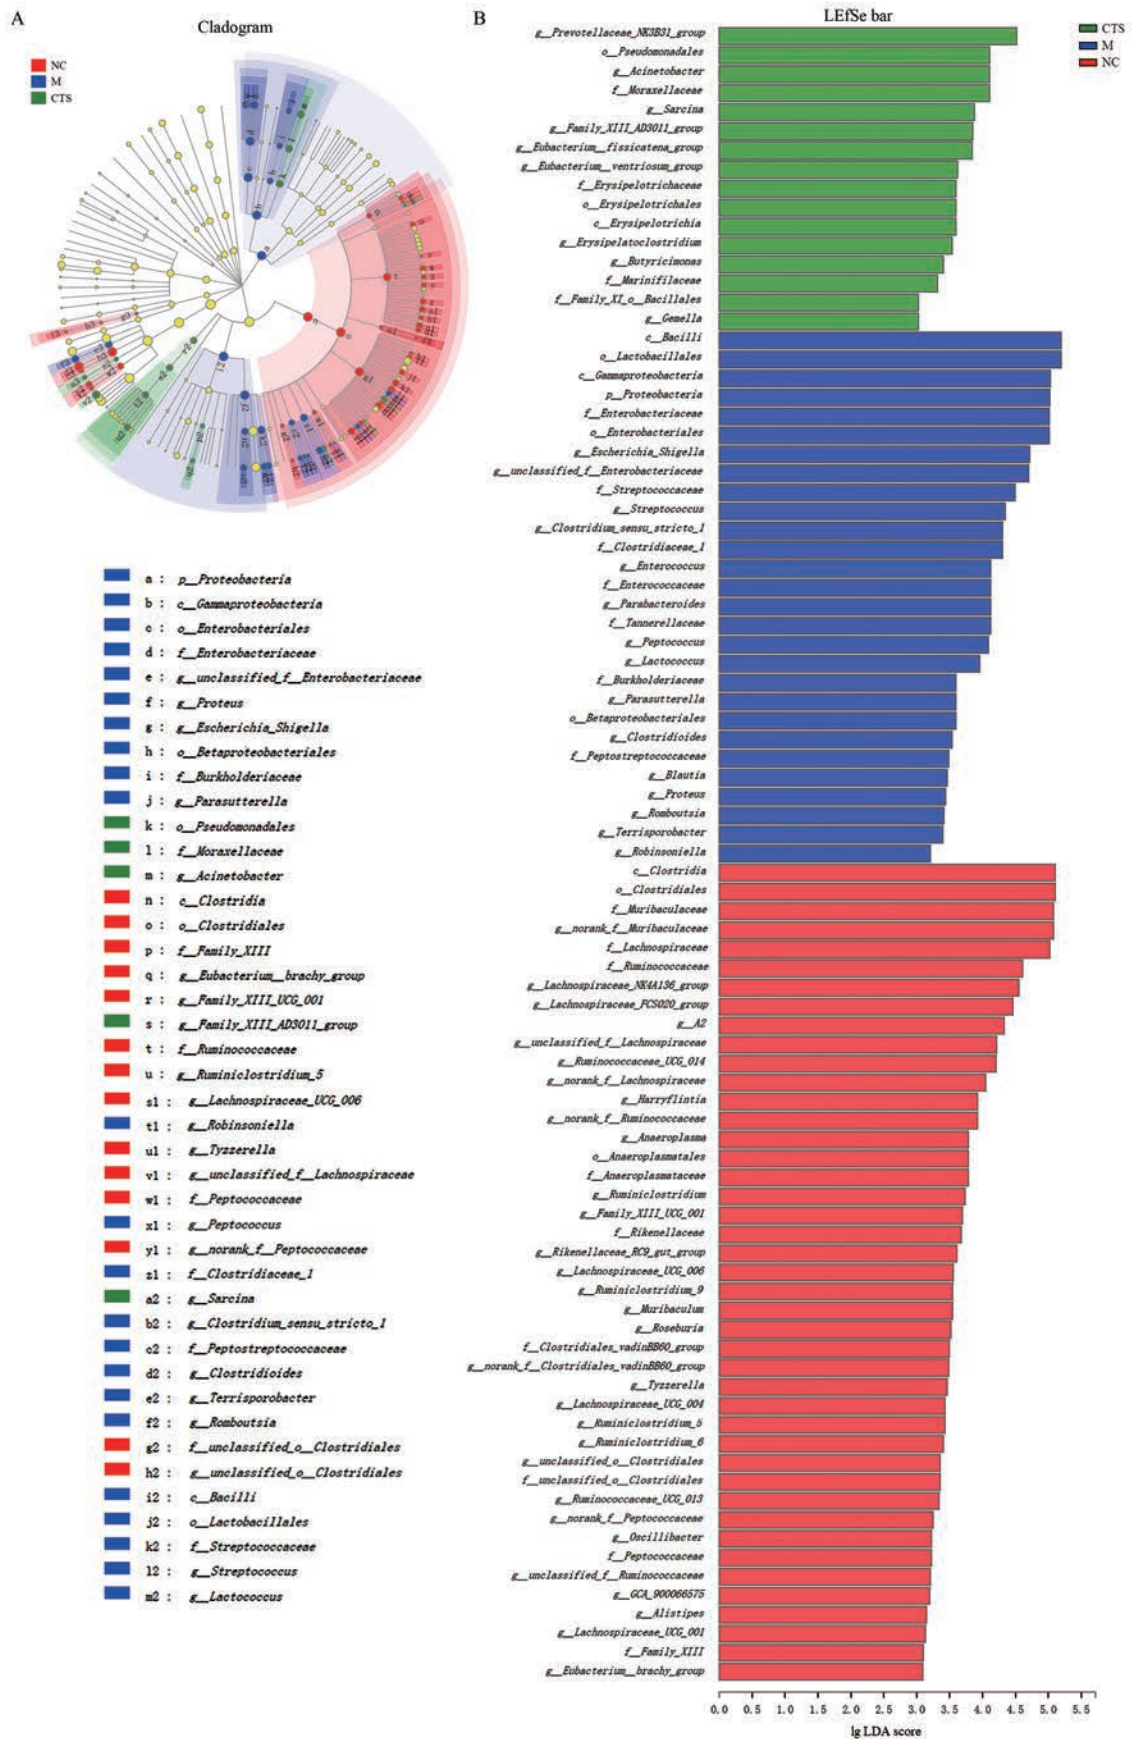 A
Cladogram
NC
M
CTS
a : p__Proteobacteria
b : c__Gammaproteobacteria
c : o__Enterobacteriales
d : f__Enterobacteriaceae
e : g__unclassified_f__Enterobacteriaceae
f : g__Proteus
g : g__Escherichia_Shigella
h : o__Betaproteobacteriales
i : f__Burkholderiaceae
j : g__Parasutterella
k : o__Pseudomonadales
l : f__Moraxellaceae
m : g__Acinetobacter
n : c__Clostridia
o : o__Clostridiales
p : f__Family_XIII
q : g__Eubacterium__brachy_group
r : g__Family_XIII_UCG_001
s : g__Family_XIII_AD3011_group
t : f__Ruminococcaceae
u : g__Ruminiclostridium_5
s1 : g__Lachnospiraceae_UCG_006
t1 : g__Robinsoniella
u1 : g__Tyzzerella
v1 : g__unclassified_f__Lachnospiraceae
w1 : f__Peptococcaceae
x1 : g__Peptococcus
y1 : g__norank_f__Peptococcaceae
z1 : f__Clostridiaceae_1
a2 : g__Sarcina
b2 : g__Clostridium_sensu_stricto_1
c2 : f__Peptostreptococcaceae
d2 : g__Clostridioides
e2 : g__Terrisporobacter
f2 : g__Romboutsia
g2 : f__unclassified_o__Clostridiales
h2 : g__unclassified_o__Clostridiales
i2 : c__Bacilli
j2 : o__Lactobacillales
k2 : f__Streptococcaceae
l2 : g__Streptococcus
m2 : g__Lactococcus
B
LEfSe bar
CTS
M
NC
g__Prevotellaceae_NK3B31_group
o__Pseudomonadales
g__Acinetobacter
f__Moraxellaceae
g__Sarcina
g__Family_XIII_AD3011_group
g__Eubacterium__fissicatena_group
g__Eubacterium__ventriosum_group
f__Erysipelotrichaceae
o__Erysipelotrichales
c__Erysipelotrichia
g__Erysipelatoclostridium
g__Butyricimonas
f__Marinifilaceae
f__Family_XI_o__Bacillales
g__Gemella
c__Bacilli
o__Lactobacillales
c__Gammaproteobacteria
p__Proteobacteria
f__Enterobacteriaceae
o__Enterobacteriales
g__Escherichia_Shigella
g__unclassified_f__Enterobacteriaceae
f__Streptococcaceae
g__Streptococcus
g__Clostridium_sensu_stricto_1
f__Clostridiaceae_1
g__Enterococcus
f__Enterococcaceae
g__Parabacteroides
f__Tannerellaceae
g__Peptococcus
g__Lactococcus
f__Burkholderiaceae
g__Parasutterella
o__Betaproteobacteriales
g__Clostridioides
f__Peptostreptococcaceae
g__Blautia
g__Proteus
g__Romboutsia
g__Terrisporobacter
g__Robinsoniella
c__Clostridia
o__Clostridiales
f__Muribaculaceae
g__norank_f__Muribaculaceae
f__Lachnospiraceae
f__Ruminococcaceae
g__Lachnospiraceae_NK4A136_group
g__Lachnospiraceae_FCS020_group
g__A2
g__unclassified_f__Lachnospiraceae
g__Ruminococcaceae_UCG_014
g__norank_f__Lachnospiraceae
g__Harryflintia
g__norank_f__Ruminococcaceae
g__Anaeroplasma
o__Anaeroplasmatales
f__Anaeroplasmataceae
g__Ruminiclostridium
g__Family_XIII_UCG_001
f__Rikenellaceae
g__Rikenellaceae_RC9_gut_group
g__Lachnospiraceae_UCG_006
g__Ruminiclostridium_9
g__Muribaculum
g__Roseburia
f__Clostridiales_vadinBB60_group
g__norank_f__Clostridiales_vadinBB60_group
g__Tyzzerella
g__Lachnospiraceae_UCG_004
g__Ruminiclostridium_5
g__Ruminiclostridium_6
g__unclassified_o__Clostridiales
f__unclassified_o__Clostridiales
g__Ruminococcaceae_UCG_013
g__norank_f__Peptococcaceae
g__Oscillibacter
f__Peptococcaceae
g__unclassified_f__Ruminococcaceae
g__GCA_900066575
g__Alistipes
g__Lachnospiraceae_UCG_001
f__Family_XIII
g__Eubacterium__brachy_group
0.0 0.5 1.0 1.5 2.0 2.5 3.0 3.5 4.0 4.5 5.0 5.5
lg LDA score